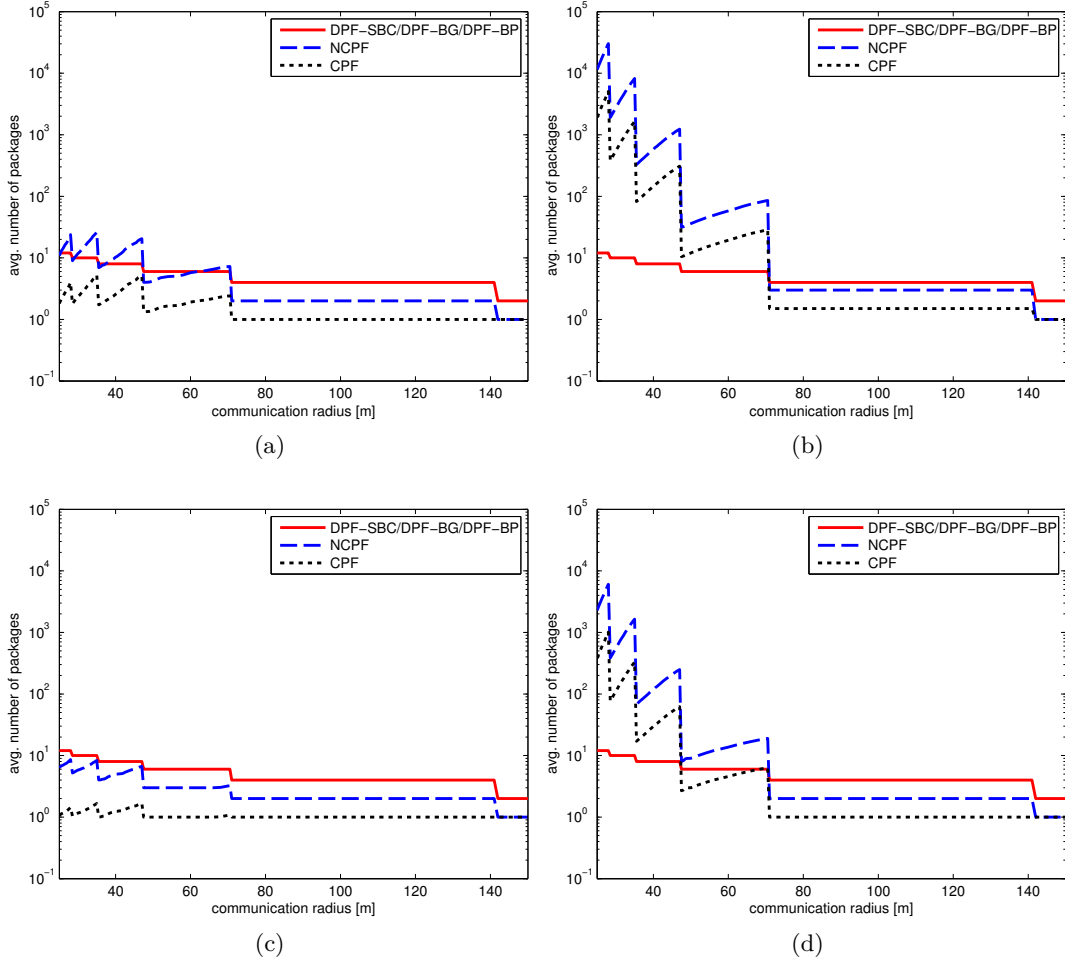 10^5
10^4
10^3
10^2
10^1
10^0
10^-1
avg. number of packages
DPF-SBC/DPF-BG/DPF-BP
NCPF
CPF
40 60 80 100 120 140
communication radius [m]
(a)
10^5
10^4
10^3
10^2
10^1
10^0
10^-1
avg. number of packages
DPF-SBC/DPF-BG/DPF-BP
NCPF
CPF
40 60 80 100 120 140
communication radius [m]
(b)
10^5
10^4
10^3
10^2
10^1
10^0
10^-1
avg. number of packages
DPF-SBC/DPF-BG/DPF-BP
NCPF
CPF
40 60 80 100 120 140
communication radius [m]
(c)
10^5
10^4
10^3
10^2
10^1
10^0
10^-1
avg. number of packages
DPF-SBC/DPF-BG/DPF-BP
NCPF
CPF
40 60 80 100 120 140
communication radius [m]
(d)